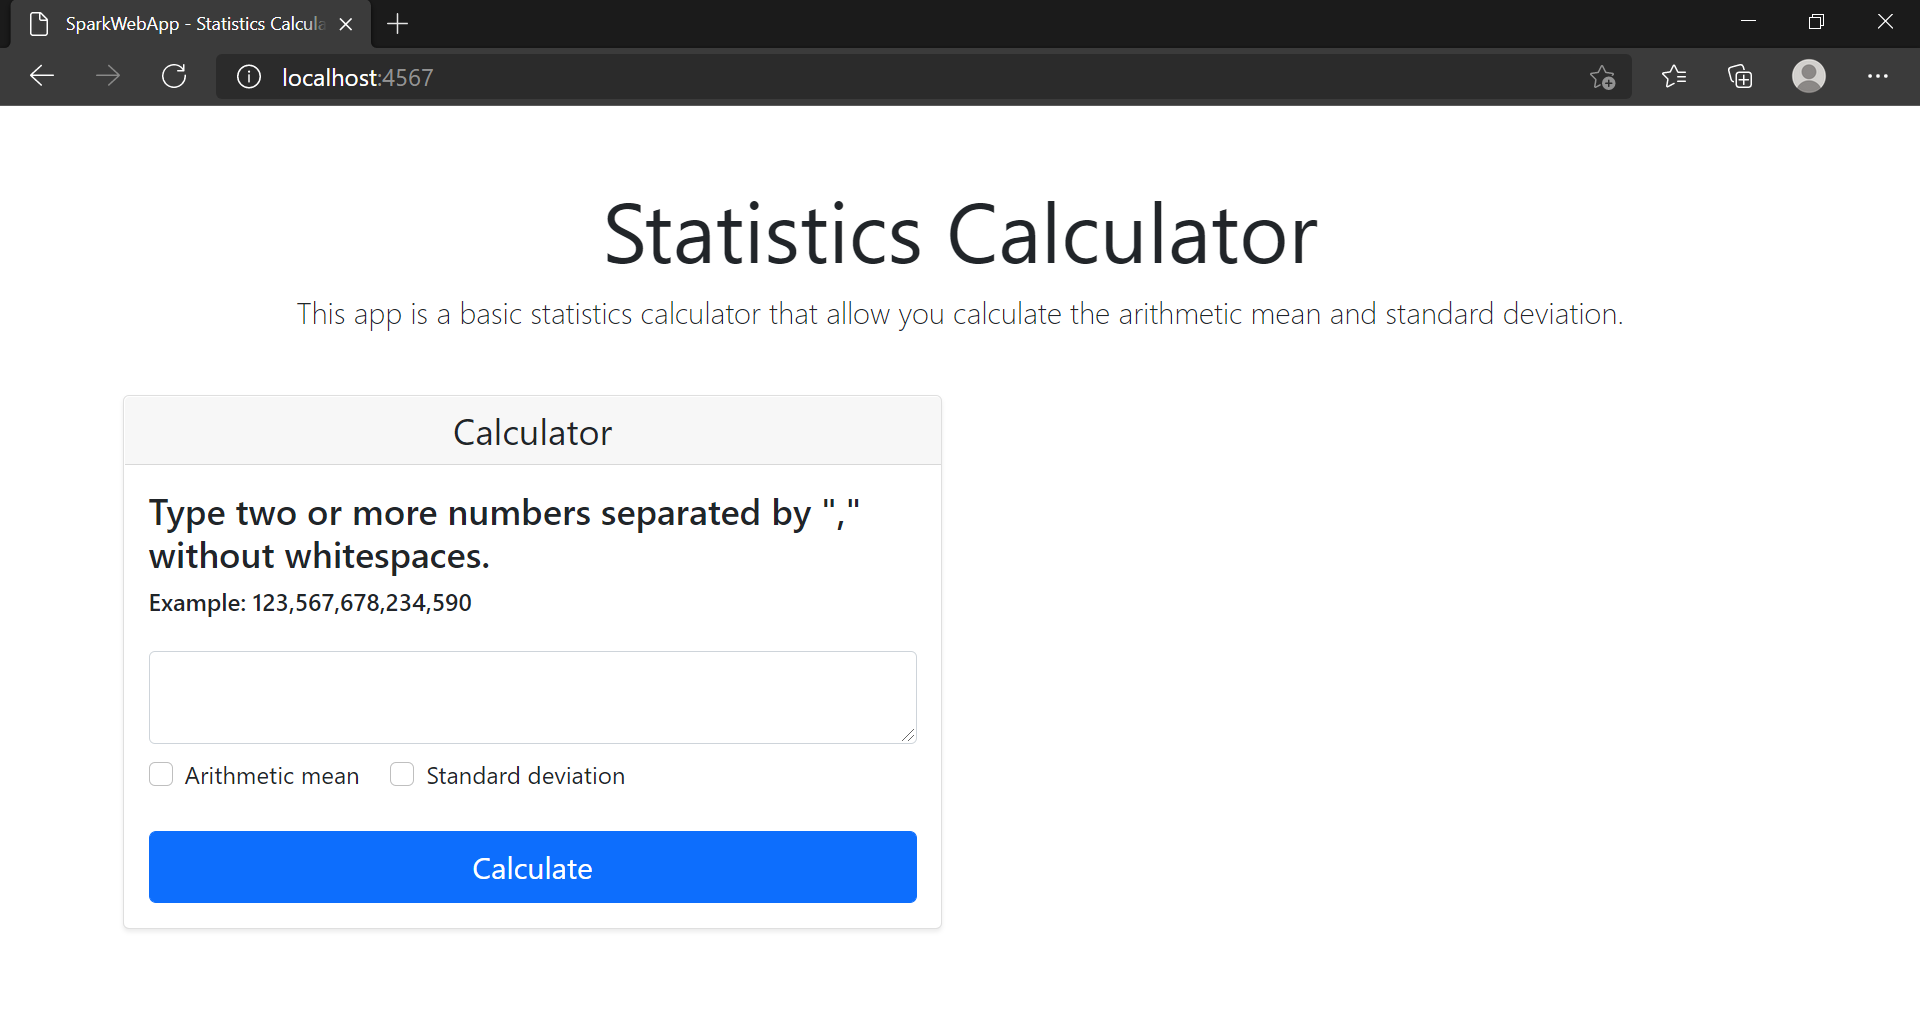 SparkWebApp - Statistics Calcula
localhost:4567
Statistics Calculator
This app is a basic statistics calculator that allow you calculate the arithmetic mean and standard deviation.
Calculator
Type two or more numbers separated by ","
without whitespaces.
Example: 123,567,678,234,590
Arithmetic mean Standard deviation
Calculate